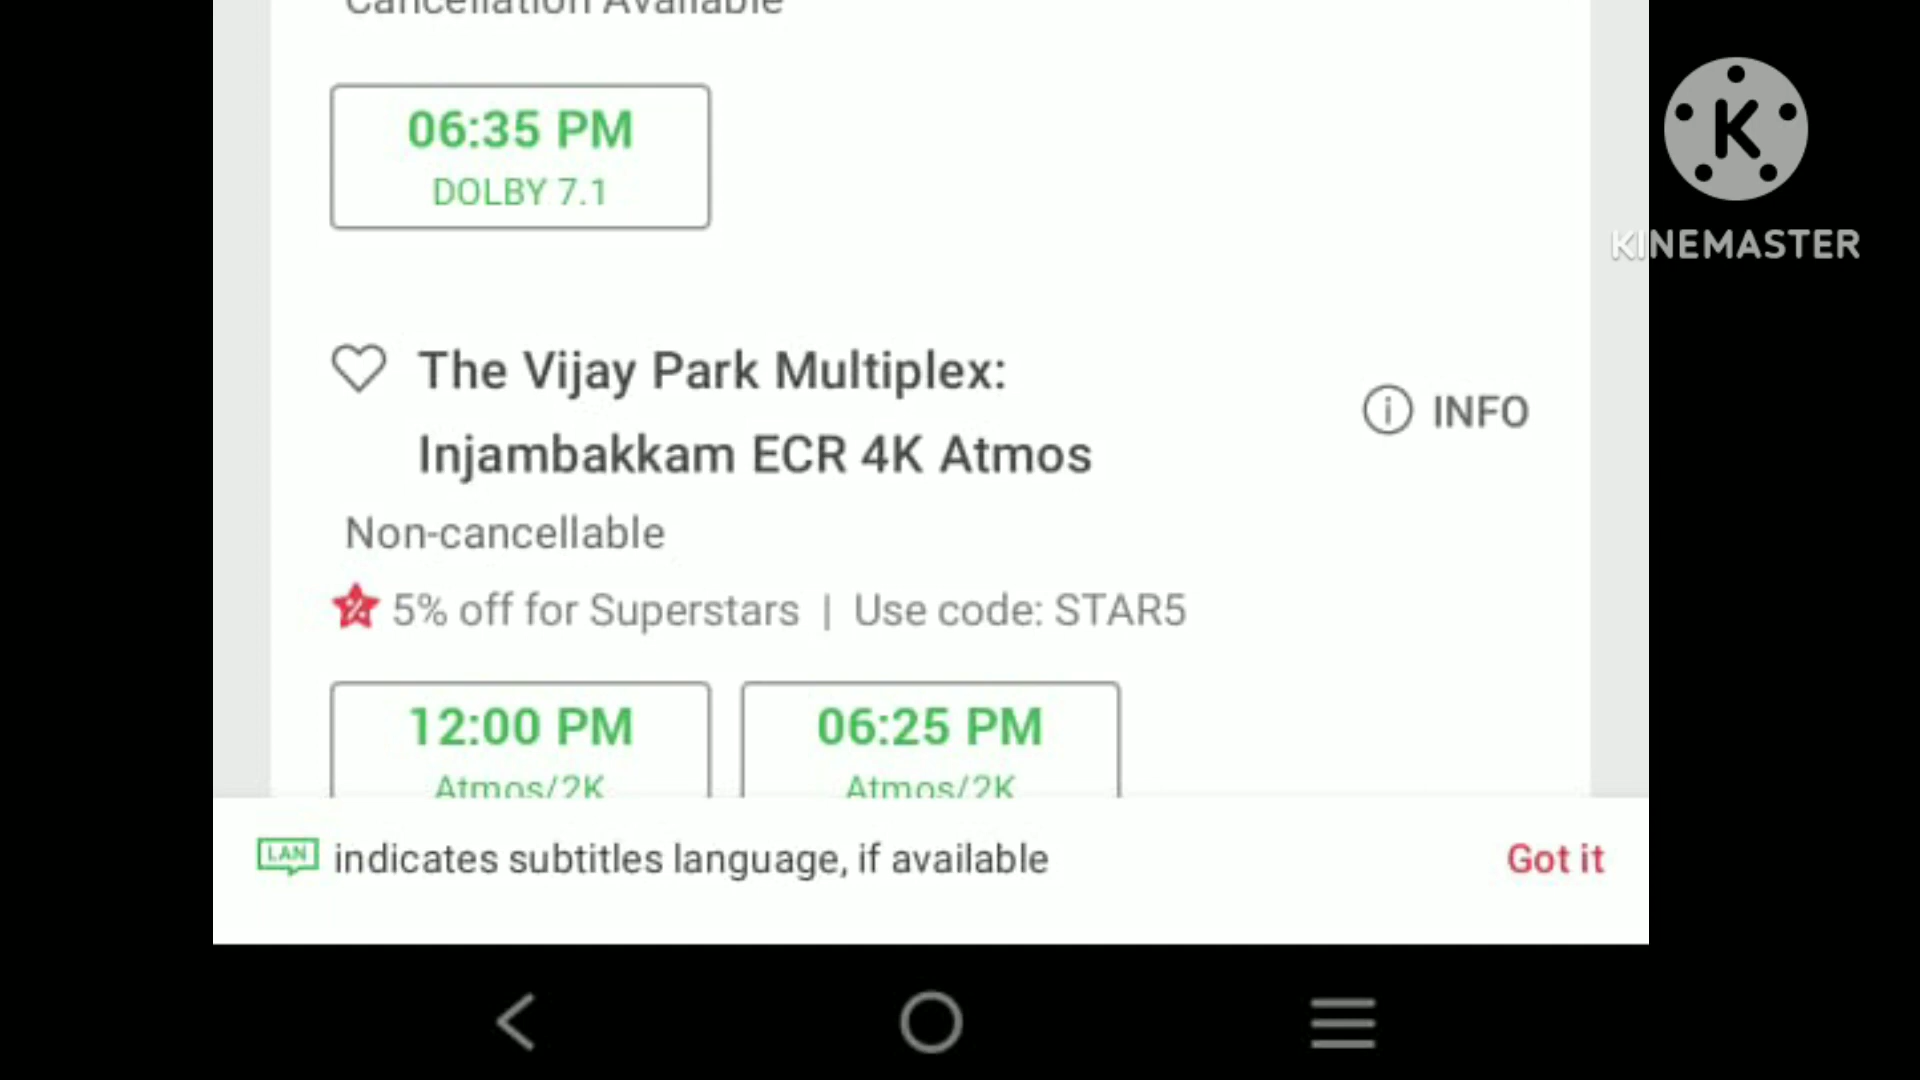 Cancellation Available
06:35 PM
DOLBY 7.1
K
KINEMASTER
The Vijay Park Multiplex:
Injambakkam ECR 4K Atmos
INFO
Non-cancellable
5% off for Superstars | Use code: STAR5
12:00 PM
Atmos/2K
06:25 PM
Atmos/2K
LAN indicates subtitles language, if available
Got it